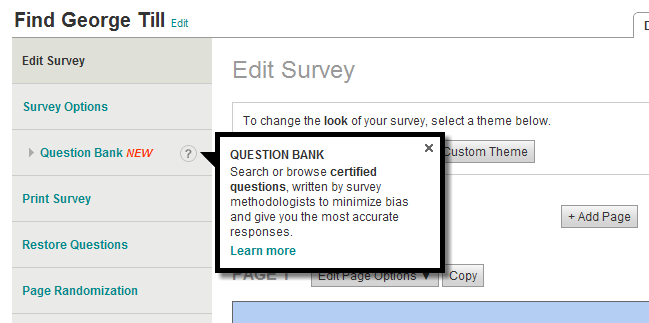 Find George Till Edit
Edit Survey
Survey Options
Question Bank NEW ?
Print Survey
Restore Questions
Page Randomization
Edit Survey
To change the look of your survey, select a theme below.
Custom Theme
+ Add Page
QUESTION BANK
Search or browse certified
questions, written by survey
methodologists to minimize bias
and give you the most accurate
responses.
Learn more
PAGE 1
Edit Page Options ▼
Copy